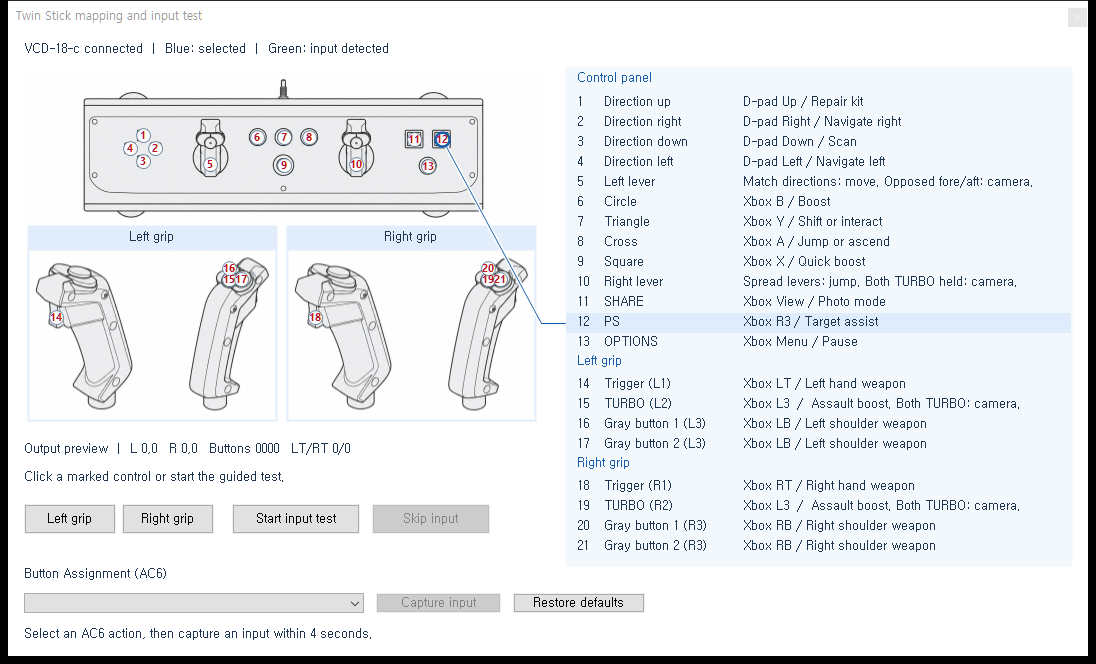 Twin Stick mapping and input test
x
VCD-18-c connected | Blue: selected | Green: input detected
1
4 2
3
5
6 7 8
9
10
11 12
13
Left grip
Right grip
14
16
15 17
18
20
19 21
Output preview | L 0,0 R 0,0 Buttons 0000 LT/RT 0/0
Click a marked control or start the guided test.
Left grip
Right grip
Start input test
Skip input
Button Assignment (AC6)
Capture input
Restore defaults
Select an AC6 action, then capture an input within 4 seconds.
Control panel
1 Direction up D-pad Up / Repair kit
2 Direction right D-pad Right / Navigate right
3 Direction down D-pad Down / Scan
4 Direction left D-pad Left / Navigate left
5 Left lever Match directions: move. Opposed fore/aft: camera.
6 Circle Xbox B / Boost
7 Triangle Xbox Y / Shift or interact
8 Cross Xbox A / Jump or ascend
9 Square Xbox X / Quick boost
10 Right lever Spread levers: jump. Both TURBO held: camera.
11 SHARE Xbox View / Photo mode
12 PS Xbox R3 / Target assist
13 OPTIONS Xbox Menu / Pause
Left grip
14 Trigger (L1) Xbox LT / Left hand weapon
15 TURBO (L2) Xbox L3 / Assault boost. Both TURBO: camera.
16 Gray button 1 (L3) Xbox LB / Left shoulder weapon
17 Gray button 2 (L3) Xbox LB / Left shoulder weapon
Right grip
18 Trigger (R1) Xbox RT / Right hand weapon
19 TURBO (R2) Xbox L3 / Assault boost. Both TURBO: camera.
20 Gray button 1 (R3) Xbox RB / Right shoulder weapon
21 Gray button 2 (R3) Xbox RB / Right shoulder weapon